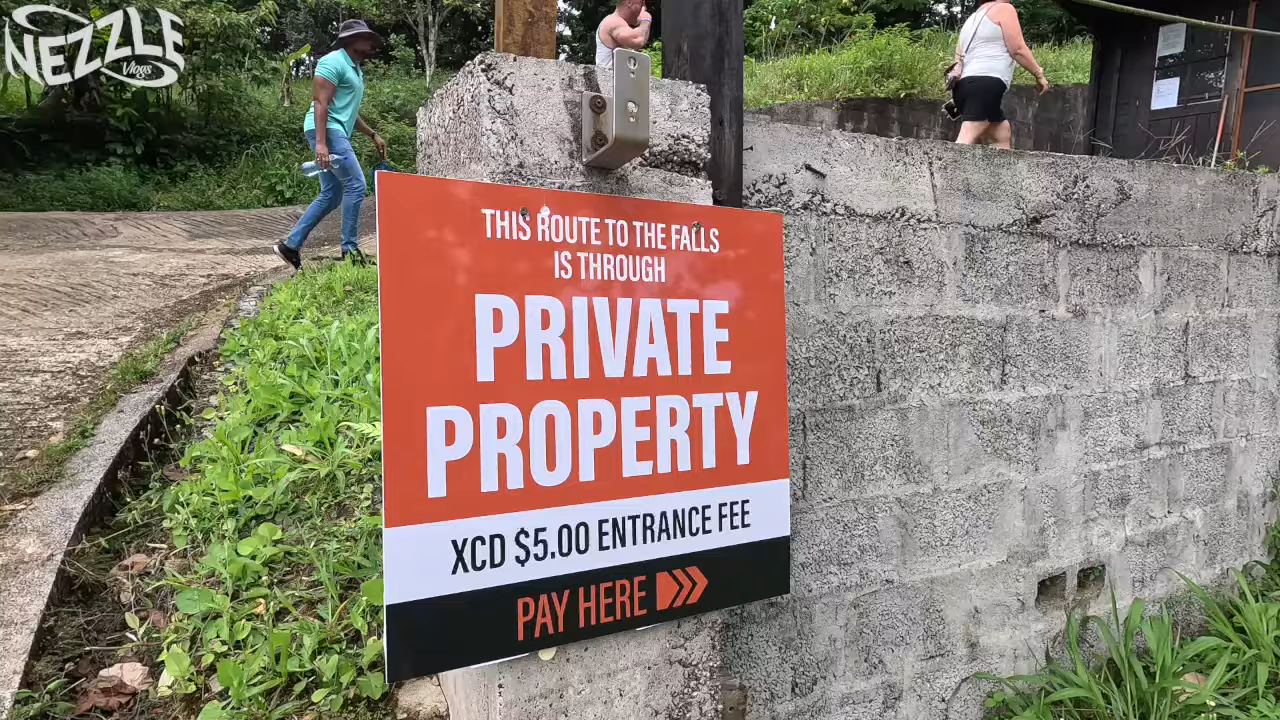 NEZZLE
Vlogs
THIS ROUTE TO THE FALLS
IS THROUGH
PRIVATE
PROPERTY
XCD $5.00 ENTRANCE FEE
PAY HERE